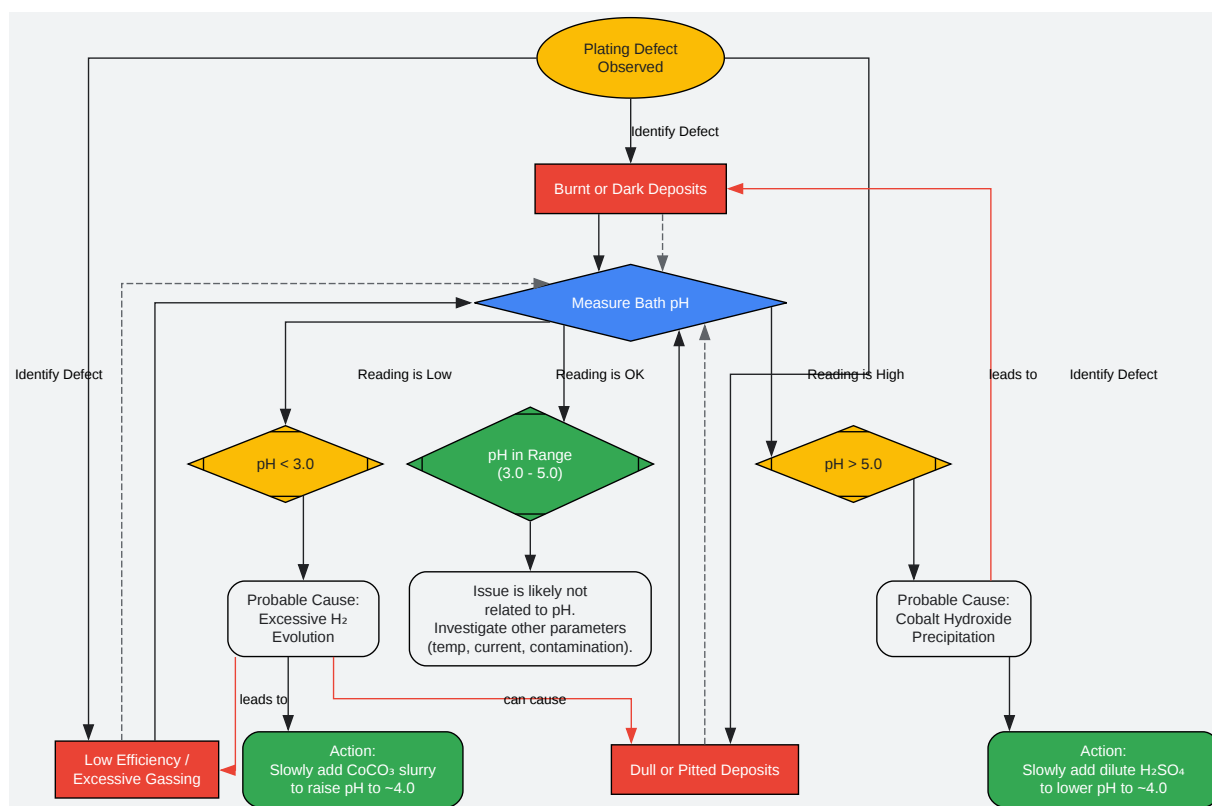 Plating Defect
Observed
Identify Defect
Burnt or Dark Deposits
Measure Bath pH
Identify Defect
Reading is Low
Reading is OK
Reading is High
leads to
Identify Defect
pH < 3.0
pH in Range
(3.0 - 5.0)
pH > 5.0
Probable Cause:
Excessive H₂
Evolution
Issue is likely not
related to pH.
Investigate other parameters
(temp, current, contamination).
Probable Cause:
Cobalt Hydroxide
Precipitation
leads to
can cause
Low Efficiency /
Excessive Gassing
Action:
Slowly add CoCO₃ slurry
to raise pH to ~4.0
Dull or Pitted Deposits
Action:
Slowly add dilute H₂SO₄
to lower pH to ~4.0